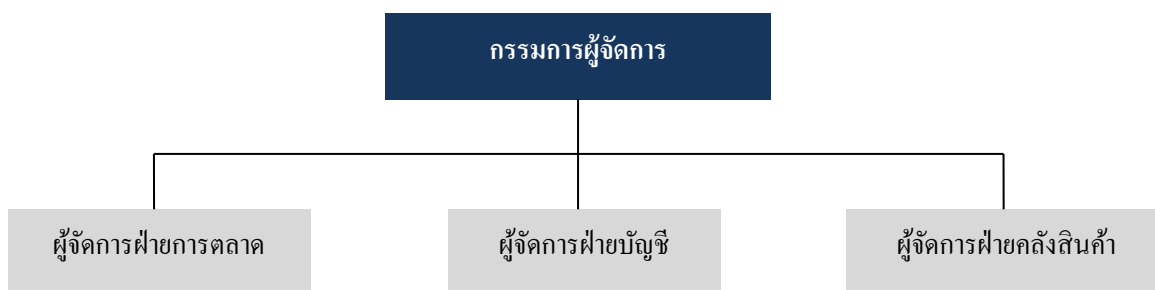 กรรมการผู้จัดการ
ผู้จัดการฝ่ายการตลาด
ผู้จัดการฝ่ายบัญชี
ผู้จัดการฝ่ายคลังสินค้า